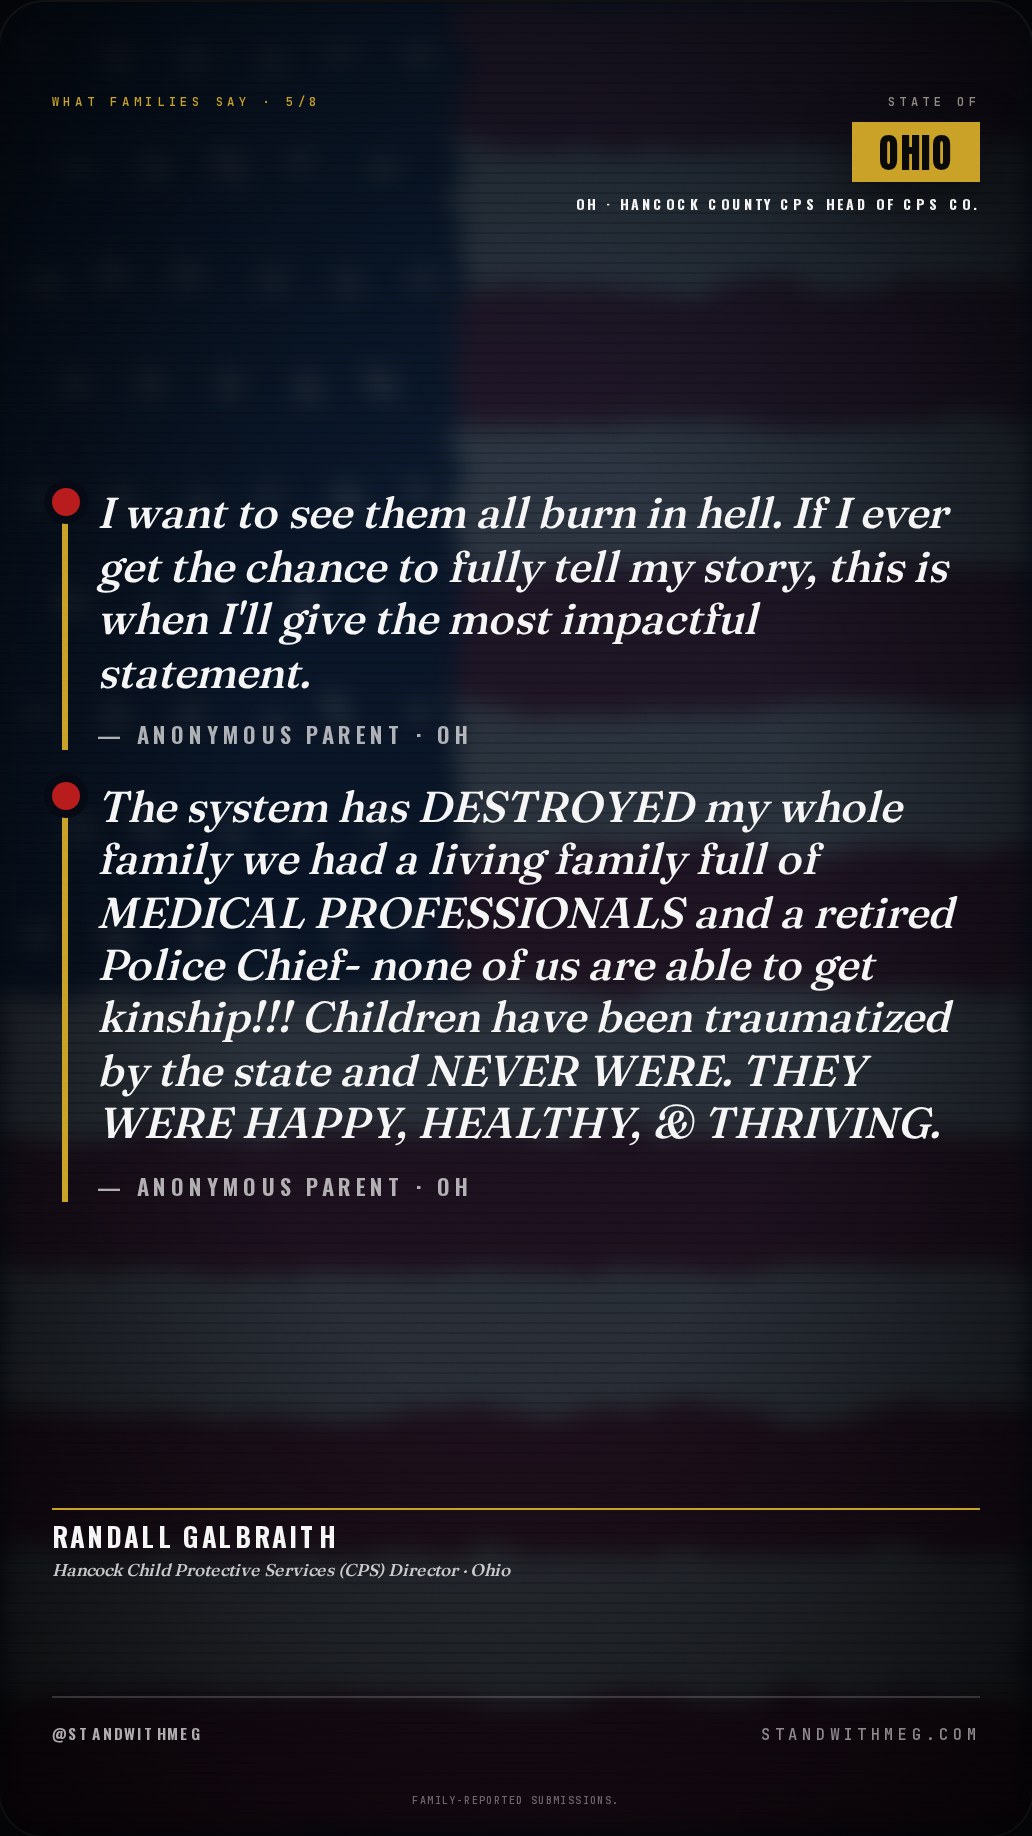 WHAT FAMILIES SAY · 5/8
STATE OF
OHIO
OH · HANCOCK COUNTY CPS HEAD OF CPS CO.
I want to see them all burn in hell. If I ever
get the chance to fully tell my story, this is
when I'll give the most impactful
statement.
— ANONYMOUS PARENT · OH
The system has DESTROYED my whole
family we had a living family full of
MEDICAL PROFESSIONALS and a retired
Police Chief- none of us are able to get
kinship!!! Children have been traumatized
by the state and NEVER WERE. THEY
WERE HAPPY, HEALTHY, & THRIVING.
— ANONYMOUS PARENT · OH
RANDALL GALBRAITH
Hancock Child Protective Services (CPS) Director · Ohio
@STANDWITHMEG
STANDWITHMEG.COM
FAMILY-REPORTED SUBMISSIONS.